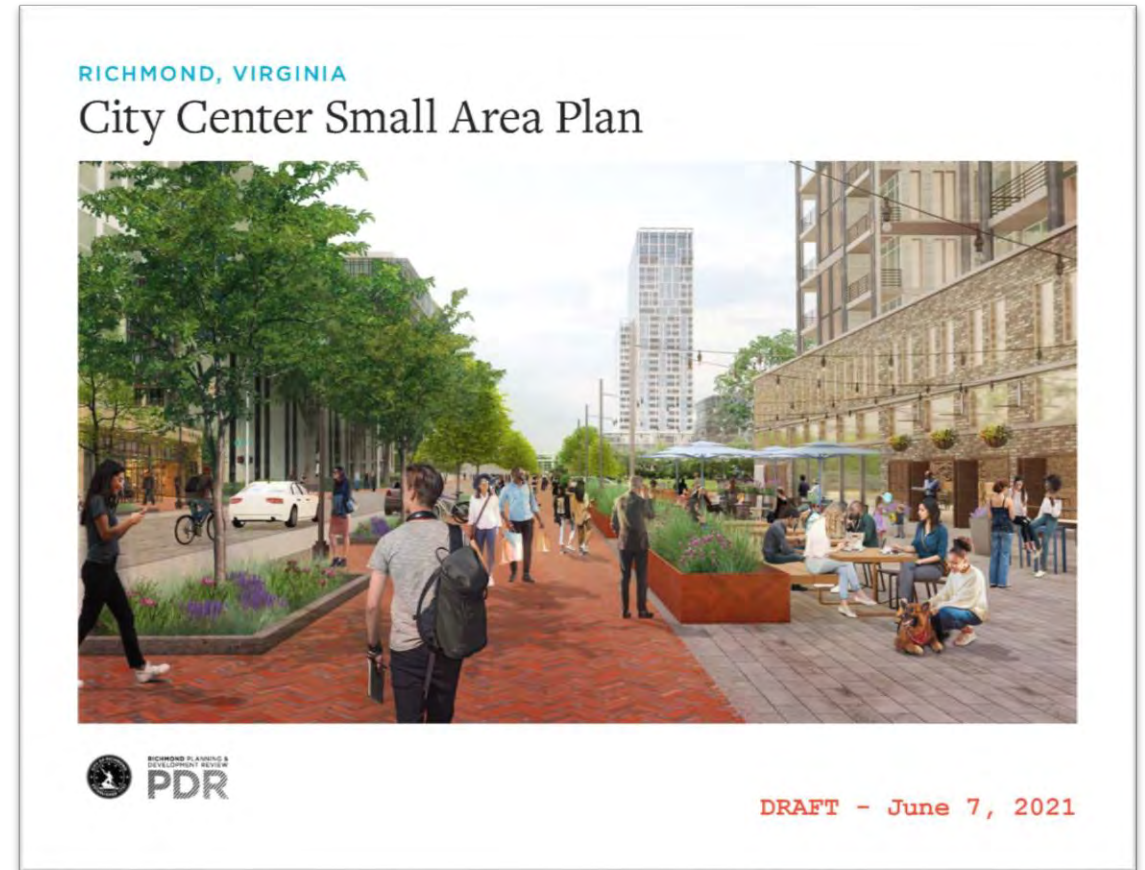 RICHMOND, VIRGINIA
City Center Small Area Plan
RICHMOND PLANNING &
DEVELOPMENT REVIEW
PDR
DRAFT - June 7, 2021